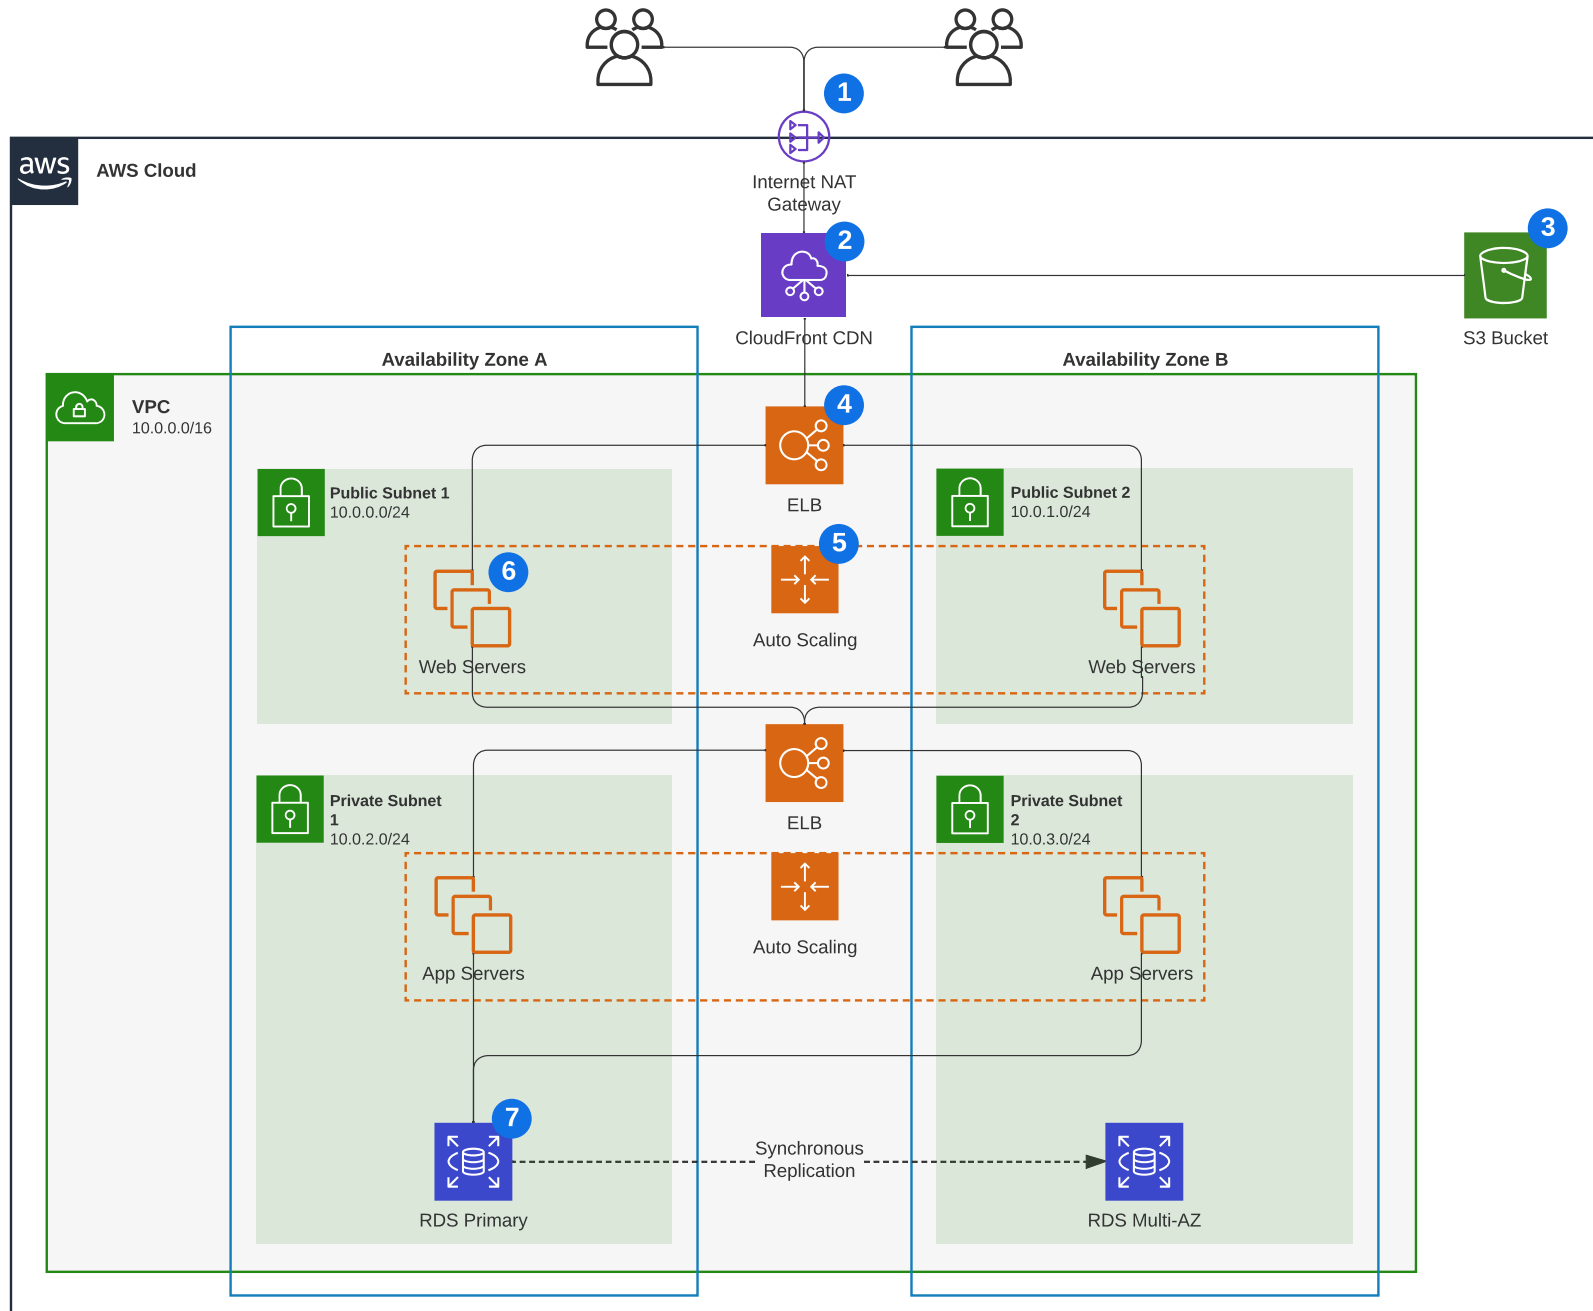 1
aws
AWS Cloud
Internet NAT
Gateway
2
3
CloudFront CDN
S3 Bucket
Availability Zone A
Availability Zone B
VPC
10.0.0.0/16
4
ELB
Public Subnet 1
10.0.0.0/24
Public Subnet 2
10.0.1.0/24
5
6
Auto Scaling
Web Servers
Web Servers
ELB
Private Subnet
1
10.0.2.0/24
Private Subnet
2
10.0.3.0/24
Auto Scaling
App Servers
App Servers
7
Synchronous
Replication
RDS Primary
RDS Multi-AZ